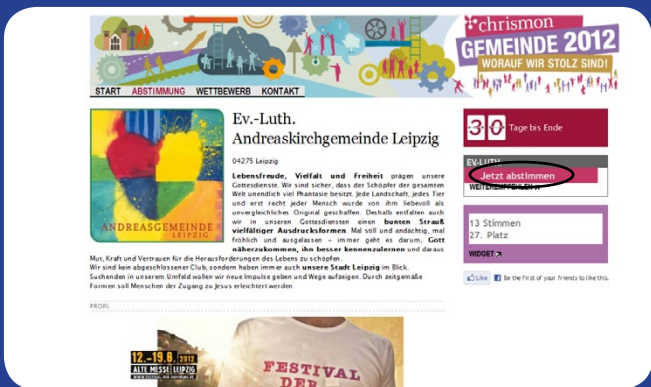 chrismon
GEMEINDE 2012
WORAUF WIR STOLZ SIND!
START ABSTIMMUNG WETTBEWERB KONTAKT
Ev.-Luth.
Andreaskirchgemeinde Leipzig
04275 Leipzig
Lebensfreude, Vielfalt und Freiheit prägen unsere
Gottesdienste. Wir sind sicher, dass der Schöpfer der gesamten
Welt unendlich viel Phantasie besitzt. Jede Landschaft, jedes Tier
und erst recht jeder Mensch wurde von ihm liebevoll als
unvergleichliches Original geschaffen. Deshalb entfalten auch
wir in unseren Gottesdiensten einen bunten Strauß
vielfältiger Ausdrucksformen. Mal still und andächtig, mal
fröhlich und ausgelassen - immer geht es darum, Gott
näherzukommen, ihn besser kennenzulernen und daraus
Mut, Kraft und Vertrauen für die Herausforderungen des Lebens zu schöpfen.
Wir sind kein abgeschlossener Club, sondern haben immer auch unsere Stadt Leipzig im Blick.
Suchenden in unserem Umfeld wollen wir neue Impulse geben und Wege aufzeigen. Durch zeitgemäße
Formen soll Menschen der Zugang zu Jesus erleichtert werden.
ANDREASGEMEINDE
LEIPZIG
PROFIL
12.-19.8. 2012
ALTE MESSE LEIPZIG
FESTIVAL
DER
30 Tage bis Ende
EV.-LUTH.
Jetzt abstimmen
WEITEREMPFEHLEN
13 Stimmen
27. Platz
WIDGET
Like Be the first of your friends to like this.